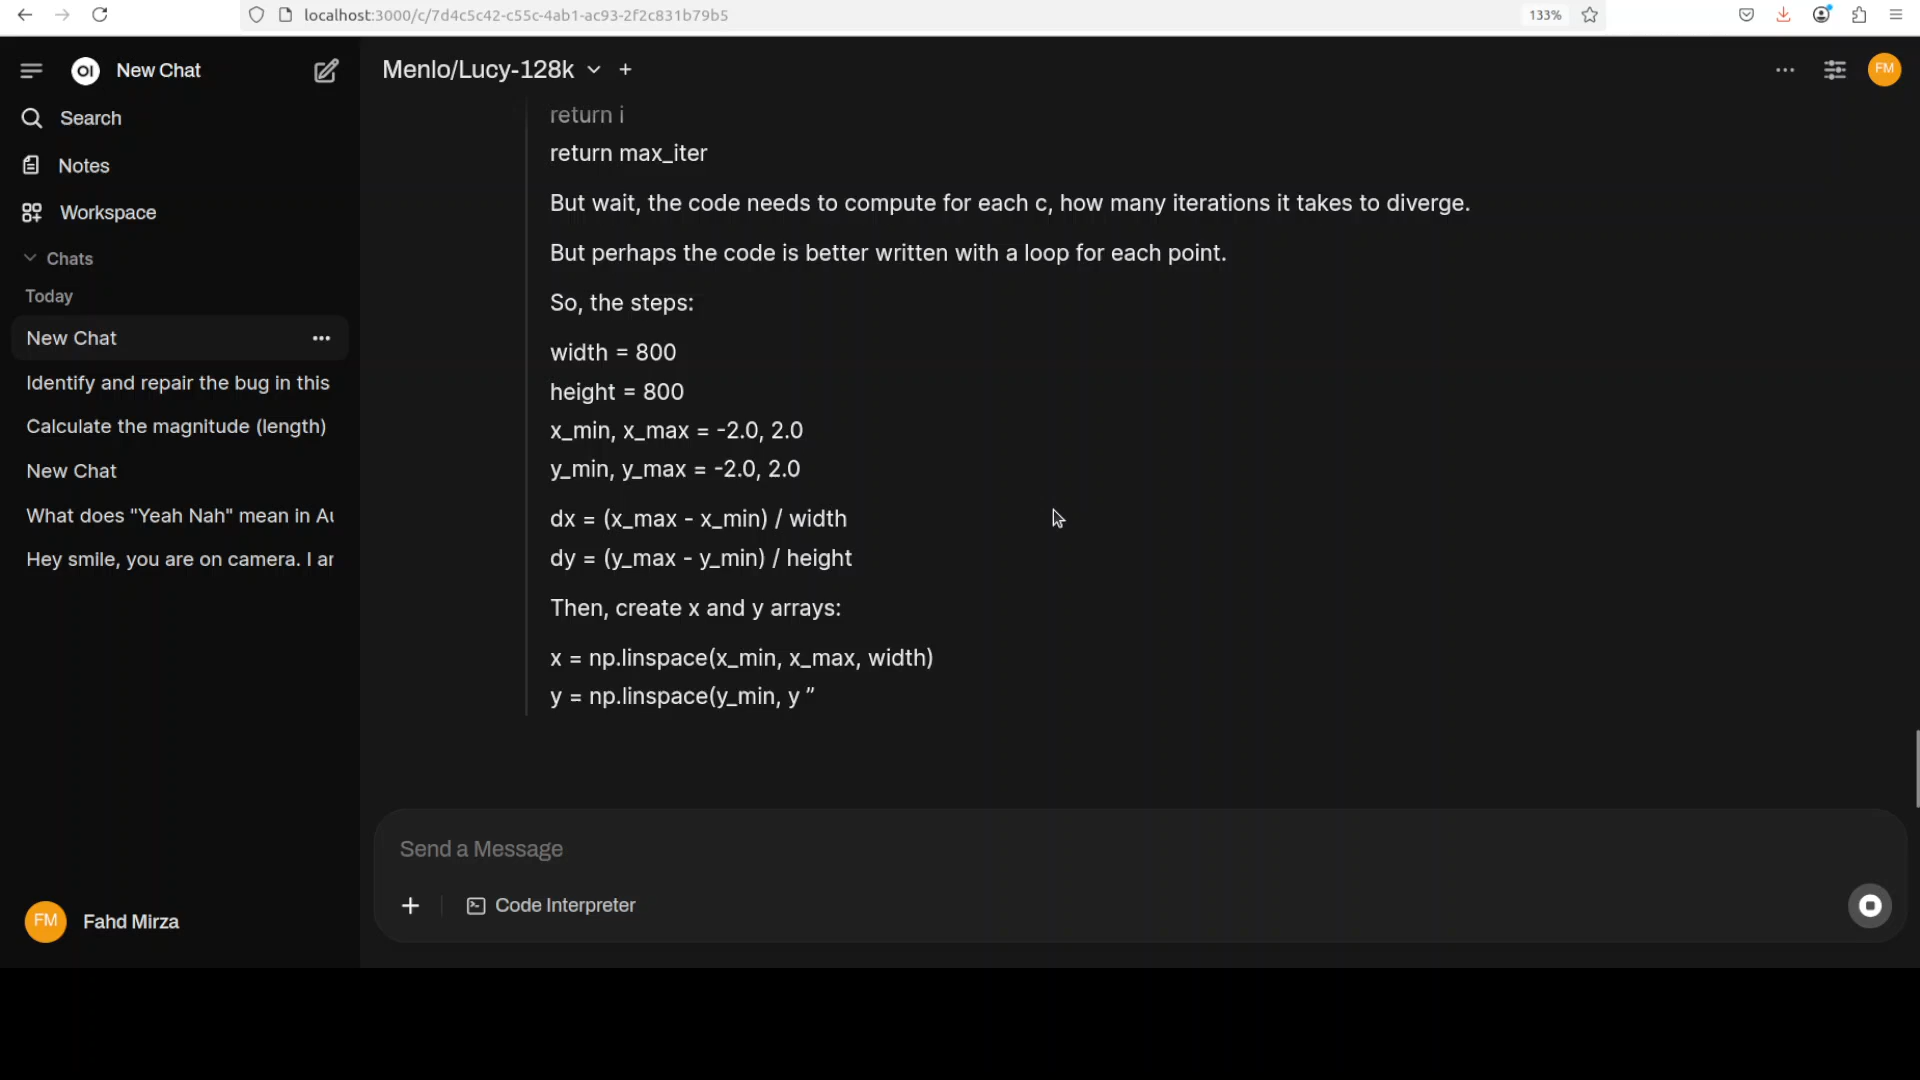 localhost:3000/c/7d4c5c42-c55c-4ab1-ac93-2f2c831b79b5
133%
OI New Chat
Search
Notes
Workspace
Chats
Today
New Chat
Identify and repair the bug in this
Calculate the magnitude (length)
New Chat
What does "Yeah Nah" mean in Au
Hey smile, you are on camera. I ar
FM Fahd Mirza
Menlo/Lucy-128k
FM
return i
return max_iter
But wait, the code needs to compute for each c, how many iterations it takes to diverge.
But perhaps the code is better written with a loop for each point.
So, the steps:
width = 800
height = 800
x_min, x_max = -2.0, 2.0
y_min, y_max = -2.0, 2.0
dx = (x_max - x_min) / width
dy = (y_max - y_min) / height
Then, create x and y arrays:
x = np.linspace(x_min, x_max, width)
y = np.linspace(y_min, y ”
Send a Message
Code Interpreter